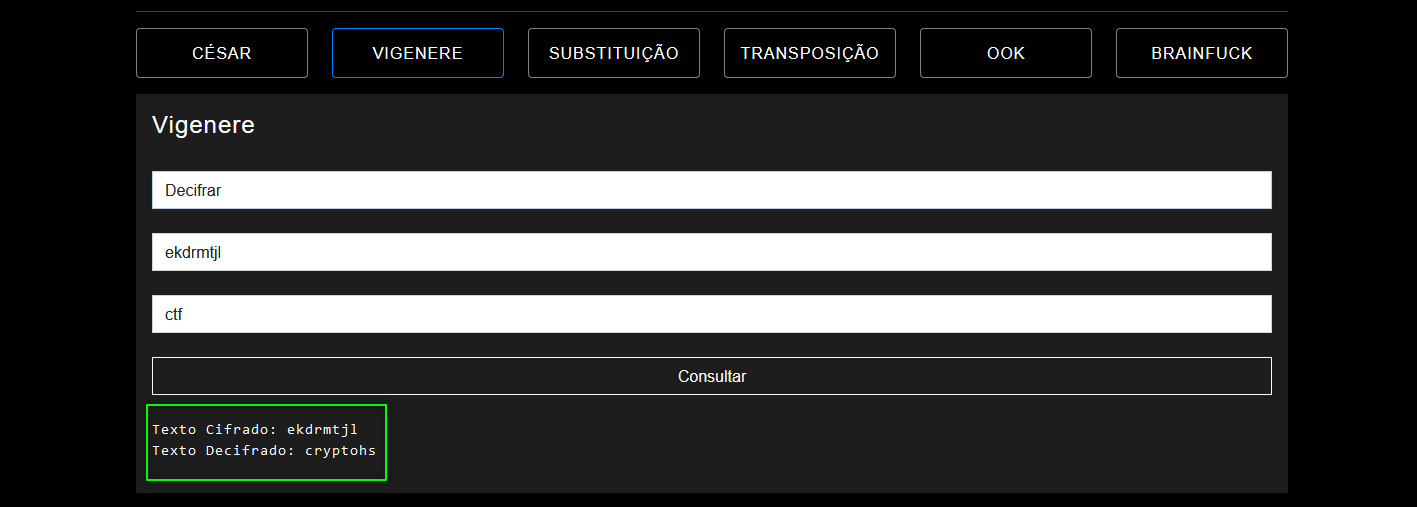 CÉSAR VIGENERE SUBSTITUIÇÃO TRANSPOSIÇÃO OOK BRAINFUCK
Vigenere
Decifrar
ekdrmtjl
ctf
Consultar
Texto Cifrado: ekdrmtjl
Texto Decifrado: cryptohs